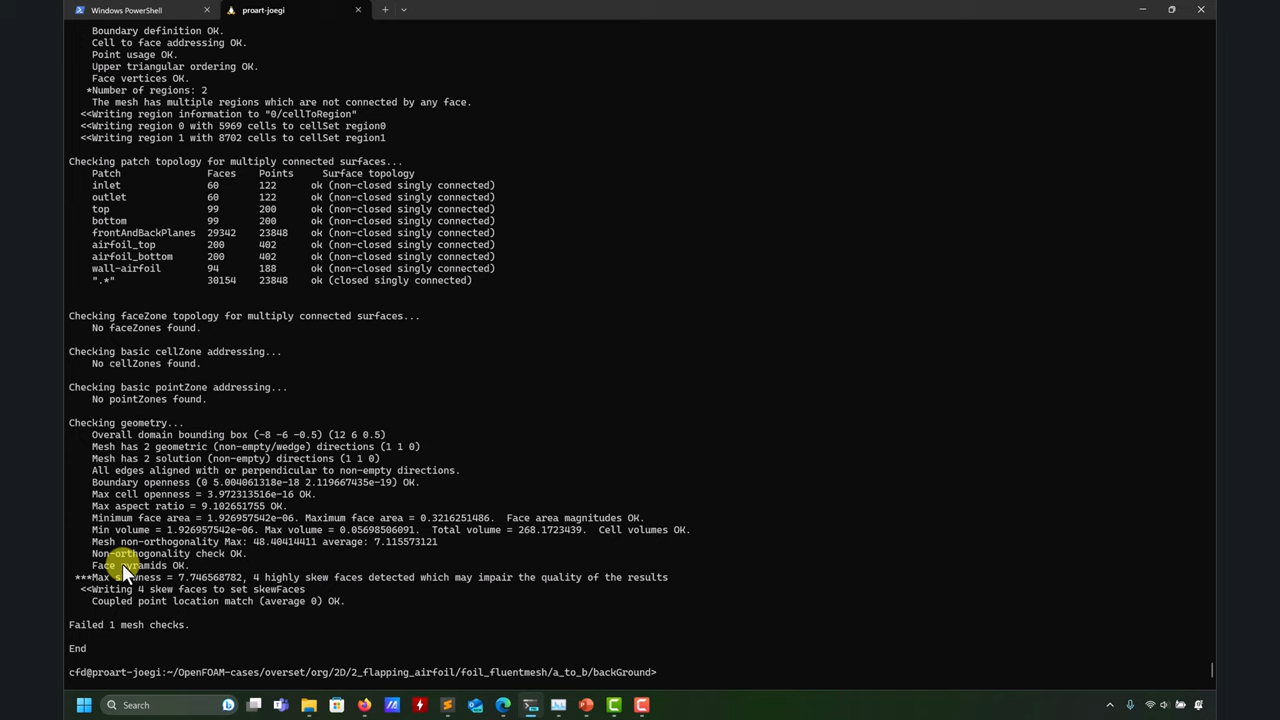 Windows PowerShell
proart-joegi
Boundary definition OK.
Cell to face addressing OK.
Point usage OK.
Upper triangular ordering OK.
Face vertices OK.
*Number of regions: 2
The mesh has multiple regions which are not connected by any face.
<<Writing region information to "0/cellToRegion"
<<Writing region 0 with 5969 cells to cellSet region0
<<Writing region 1 with 8702 cells to cellSet region1
Checking patch topology for multiply connected surfaces...
Patch Faces Points Surface topology
inlet 60 122 ok (non-closed singly connected)
outlet 60 122 ok (non-closed singly connected)
top 99 200 ok (non-closed singly connected)
bottom 99 200 ok (non-closed singly connected)
frontAndBackPlanes 29342 23848 ok (non-closed singly connected)
airfoil_top 200 402 ok (non-closed singly connected)
airfoil_bottom 200 402 ok (non-closed singly connected)
wall-airfoil 94 188 ok (non-closed singly connected)
".*" 30154 23848 ok (closed singly connected)
Checking faceZone topology for multiply connected surfaces...
No faceZones found.
Checking basic cellZone addressing...
No cellZones found.
Checking basic pointZone addressing...
No pointZones found.
Checking geometry...
Overall domain bounding box (-8 -6 -0.5) (12 6 0.5)
Mesh has 2 geometric (non-empty/wedge) directions (1 1 0)
Mesh has 2 solution (non-empty) directions (1 1 0)
All edges aligned with or perpendicular to non-empty directions.
Boundary openness (0 5.004061318e-18 2.119667435e-19) OK.
Max cell openness = 3.972313516e-16 OK.
Max aspect ratio = 9.102651755 OK.
Minimum face area = 1.926957542e-06. Maximum face area = 0.3216251486. Face area magnitudes OK.
Min volume = 1.926957542e-06. Max volume = 0.05698506091. Total volume = 268.1723439. Cell volumes OK.
Mesh non-orthogonality Max: 48.40414411 average: 7.115573121
Non-orthogonality check OK.
Face pyramids OK.
***Max skewness = 7.746568782, 4 highly skew faces detected which may impair the quality of the results
<<Writing 4 skew faces to set skewFaces
Coupled point location match (average 0) OK.
Failed 1 mesh checks.
End
cfd@proart-joegi:~/OpenFOAM-cases/overset/org/2D/2_flapping_airfoil/foil_fluentmesh/a_to_b/backGround>
Search